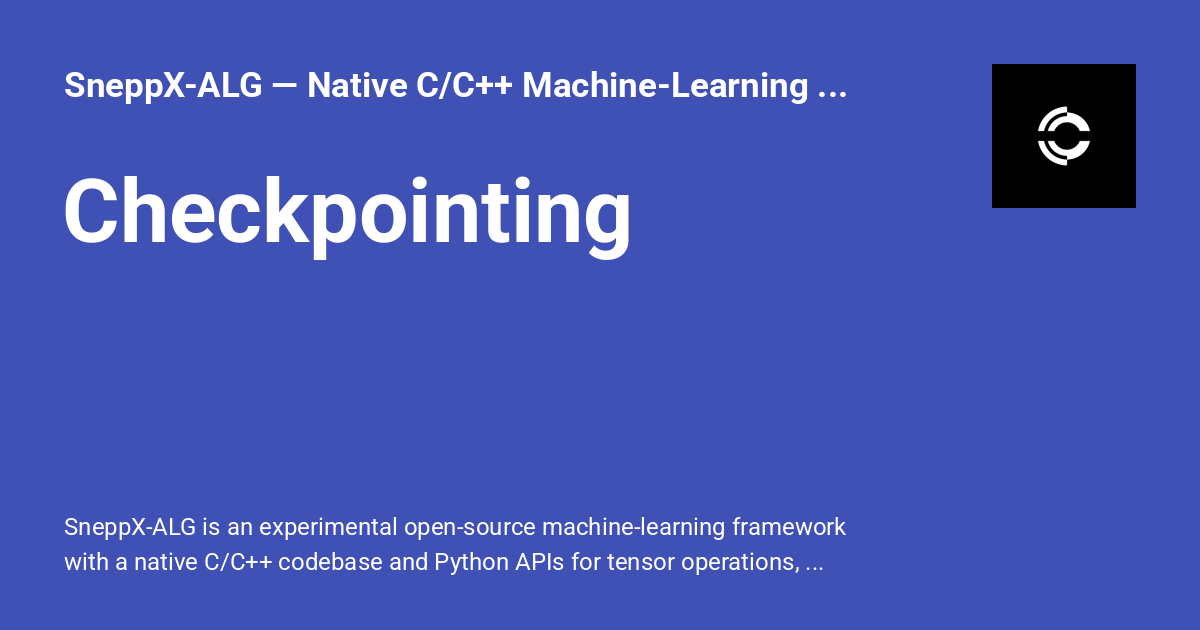 SneppX-ALG — Native C/C++ Machine-Learning ...
Checkpointing
SneppX-ALG is an experimental open-source machine-learning framework
with a native C/C++ codebase and Python APIs for tensor operations, ...